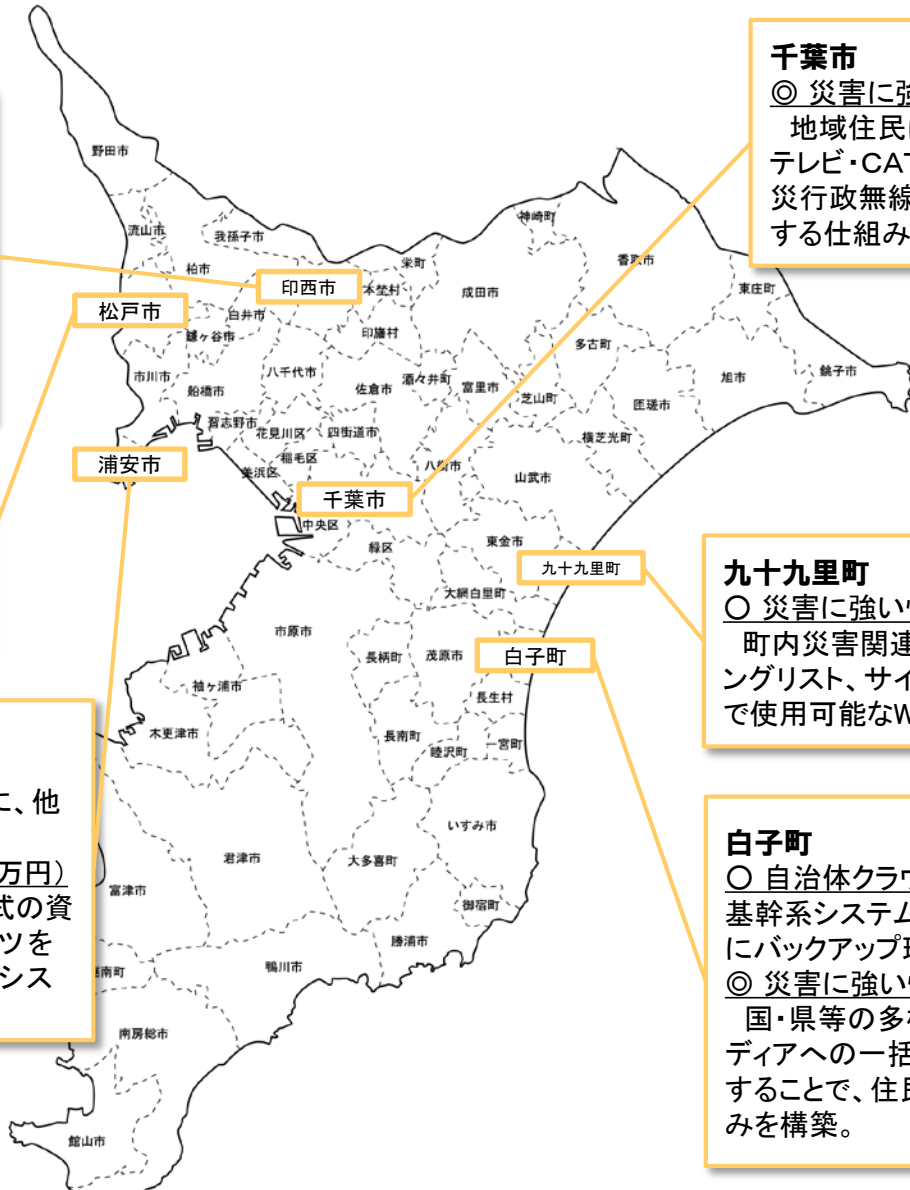 千葉市
◎ 災害に強
地域住民
テレビ・CA
災行政無線
する仕組み
野田市
流山市
我孫子市
柏市
印西市
本埜村
栄町
神崎町
成田市
香取市
東庄町
松戸市
白井市
鎌ヶ谷市
印旛村
多古町
市川市
船橋市
八千代市
佐倉市
酒々井町
富里市
芝山町
旭市
銚子市
匝瑳市
習志野市
花見川区
四街道市
横芝光町
浦安市
美浜区
稲毛区
八街市
山武市
千葉市
中央区
緑区
東金市
九十九里町
大網白里町
九十九里町
〇 災害に強い
町内災害関連
ングリスト、サイ
で使用可能なW
市原市
長柄町
茂原市
白子町
袖ヶ浦市
長生村
木更津市
長南町
睦沢町
一宮町
に、他
万円)
式の資
ツを
シス
いすみ市
君津市
大多喜町
富津市
御宿町
勝浦市
鴨川市
南町
南房総市
館山市
白子町
〇 自治体クラウ
基幹系システム
にバックアップ
◎ 災害に強い
国・県等の多
ディアへの一括
することで、住
みを構築。